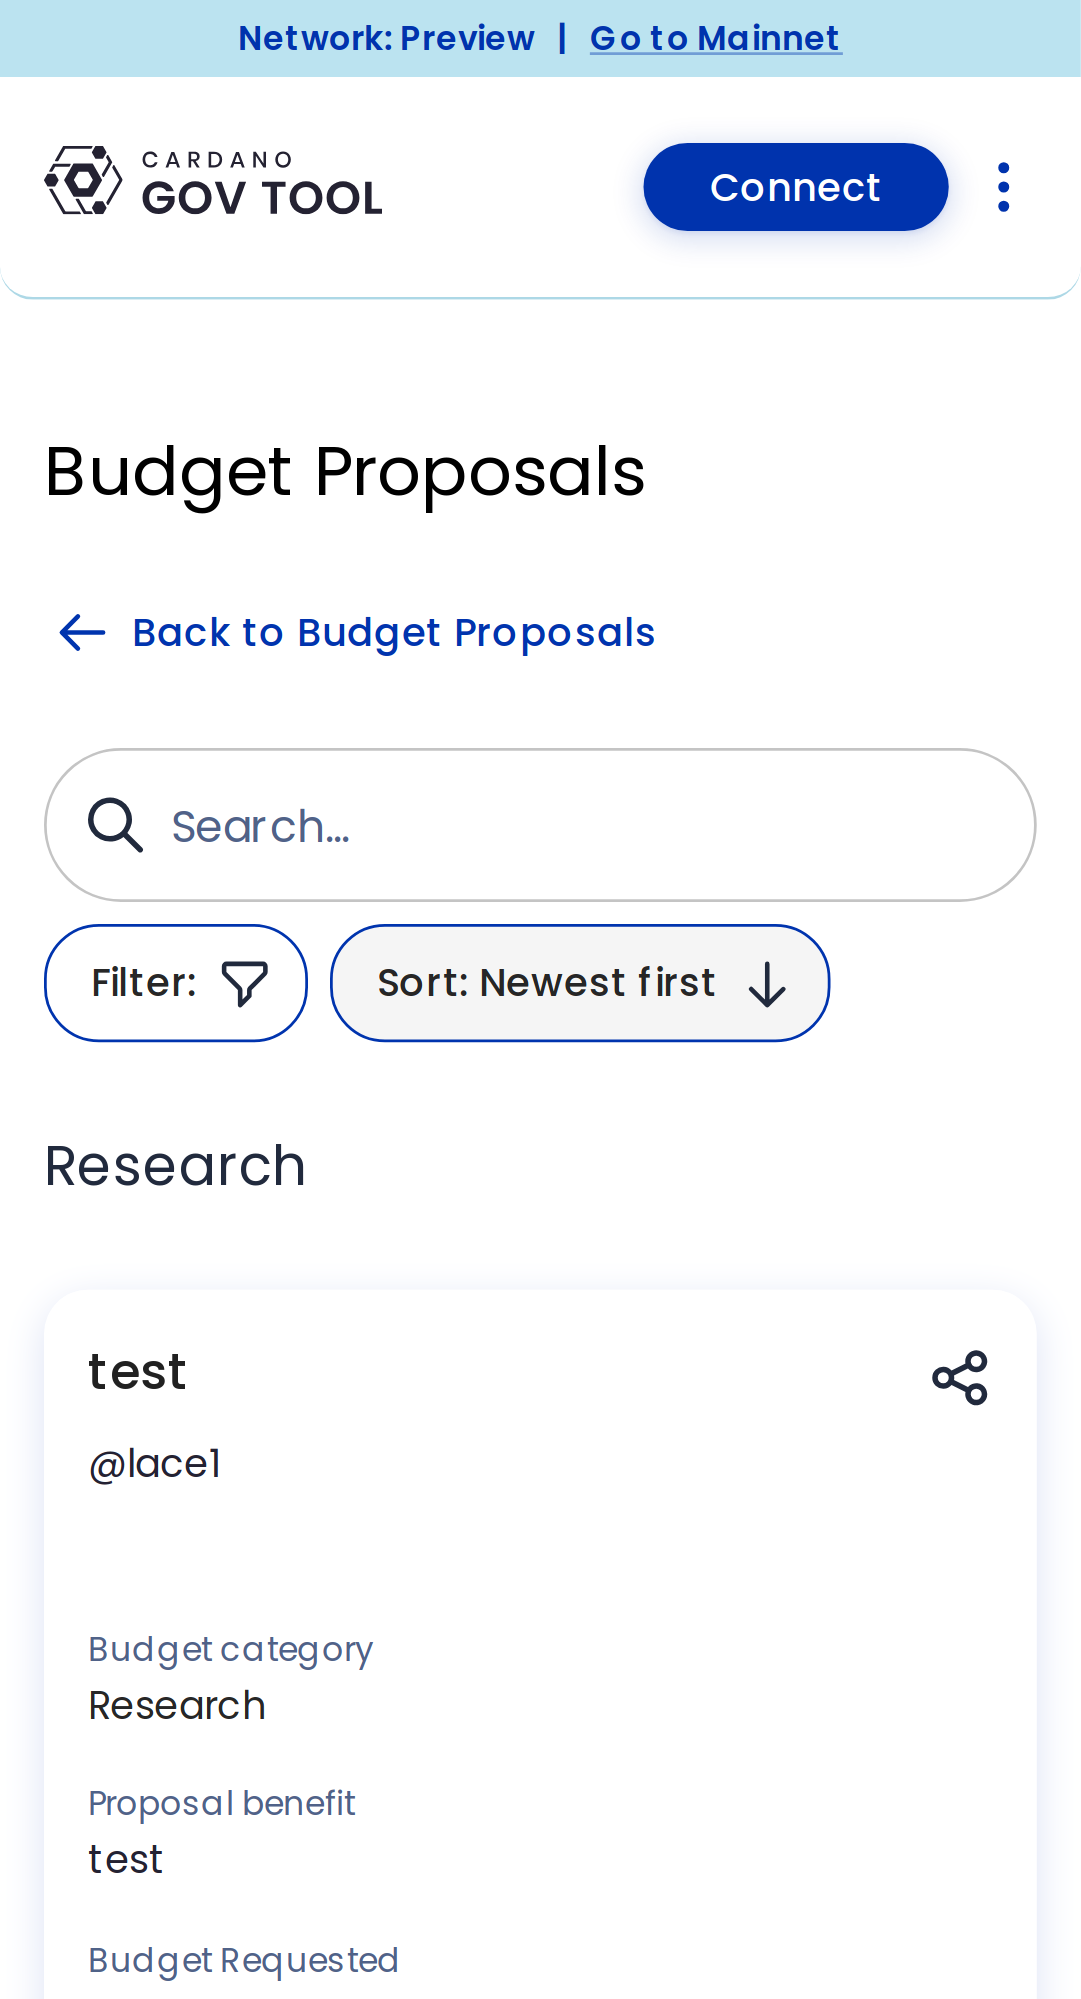 Network: Preview | Go to Mainnet
CARDANO
GOV TOOL
Connect
Budget Proposals
Back to Budget Proposals
Search...
Filter:
Sort: Newest first
Research
test
@lace1
Budget category
Research
Proposal benefit
test
Budget Requested